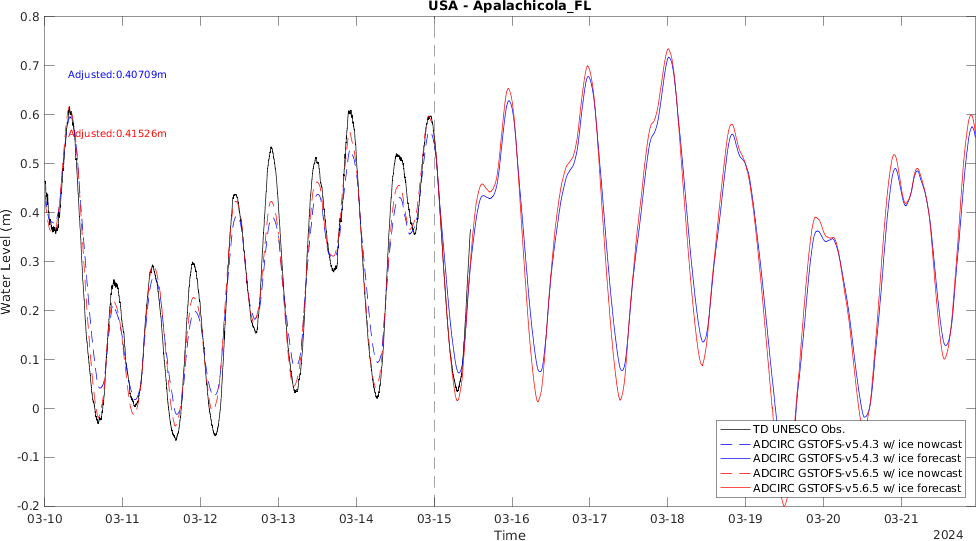 USA - Apalachicola_FL
0.8
0.7
0.6
0.5
0.4
0.3
0.2
0.1
0
-0.1
-0.2
Water Level (m)
Adjusted:0.40709m
Adjusted:0.41526m
TD UNESCO Obs.
ADCIRC GSTOFS-v5.4.3 w/ ice nowcast
ADCIRC GSTOFS-v5.4.3 w/ ice forecast
ADCIRC GSTOFS-v5.6.5 w/ ice nowcast
ADCIRC GSTOFS-v5.6.5 w/ ice forecast
03-10 03-11 03-12 03-13 03-14 03-15 03-16 03-17 03-18 03-19 03-20 03-21
Time
2024